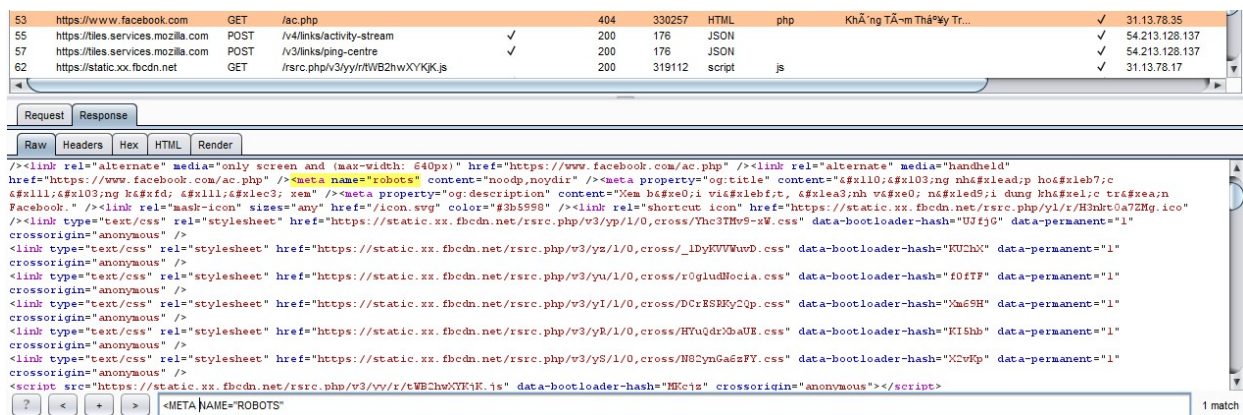 53 https://www.facebook.com GET /ac.php 404 330257 HTML php KhÃ´ng TÃ¬m Tháº¥y Tr... ✓ 31.13.78.35
55 https://tiles.services.mozilla.com POST /v4/links/activity-stream ✓ 200 176 JSON ✓ 54.213.128.137
57 https://tiles.services.mozilla.com POST /v3/links/ping-centre ✓ 200 176 JSON ✓ 54.213.128.137
62 https://static.xx.fbcdn.net GET /rsrc.php/v3/yy/r/tWB2hwXYKjK.js 200 319112 script js ✓ 31.13.78.17
Request Response
Raw Headers Hex HTML Render
/><link rel="alternate" media="only screen and (max-width: 640px)" href="https://www.facebook.com/ac.php" /><link rel="alternate" media="handheld"
href="https://www.facebook.com/ac.php" /><meta name="robots" content="noodp,noydir" /><meta property="og:title" content="&#x110;&#x103;ng nh&#x1ead;p ho&#x1eb7;c
&#x111;&#x103;ng k&#xfd; &#x111;&#x1ec3; xem" /><meta property="og:description" content="Xem b&#xe0;i vi&#x1ebf;t, &#x1ea3;nh v&#xe0; n&#x1ed9;i dung kh&#xe1;c tr&#xea;n
Facebook." /><link rel="mask-icon" sizes="any" href="/icon.svg" color="#3b5998" /><link rel="shortcut icon" href="https://static.xx.fbcdn.net/rsrc.php/yl/r/H3nktOa7ZMg.ico"
/><link type="text/css" rel="stylesheet" href="https://static.xx.fbcdn.net/rsrc.php/v3/yp/l/0,cross/Yhc3TMv9-xW.css" data-bootloader-hash="UJfjG" data-permanent="1"
crossorigin="anonymous" />
<link type="text/css" rel="stylesheet" href="https://static.xx.fbcdn.net/rsrc.php/v3/yz/l/0,cross/_lDyKVVWuvD.css" data-bootloader-hash="KU2hX" data-permanent="1"
crossorigin="anonymous" />
<link type="text/css" rel="stylesheet" href="https://static.xx.fbcdn.net/rsrc.php/v3/yu/l/0,cross/r0gludNocia.css" data-bootloader-hash="f0fTF" data-permanent="1"
crossorigin="anonymous" />
<link type="text/css" rel="stylesheet" href="https://static.xx.fbcdn.net/rsrc.php/v3/yI/l/0,cross/DCrESRKy2Qp.css" data-bootloader-hash="Xm69H" data-permanent="1"
crossorigin="anonymous" />
<link type="text/css" rel="stylesheet" href="https://static.xx.fbcdn.net/rsrc.php/v3/yR/l/0,cross/HYuQdrXbaUE.css" data-bootloader-hash="KI5hb" data-permanent="1"
crossorigin="anonymous" />
<link type="text/css" rel="stylesheet" href="https://static.xx.fbcdn.net/rsrc.php/v3/yS/l/0,cross/N82ynGa6zFY.css" data-bootloader-hash="X2vKp" data-permanent="1"
crossorigin="anonymous" />
<script src="https://static.xx.fbcdn.net/rsrc.php/v3/yy/r/tWB2hwXYKjK.js" data-bootloader-hash="MKcjz" crossorigin="anonymous"></script>
? < + > <META NAME="ROBOTS" 1 match